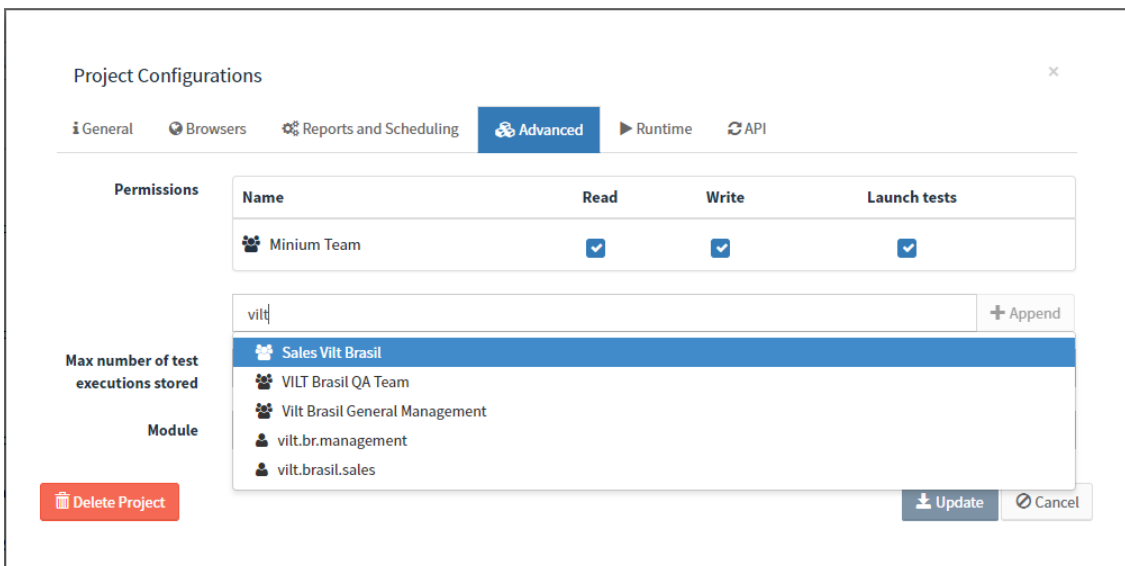 Project Configurations ×
General Browsers Reports and Scheduling Advanced Runtime API
Permissions
Name Read Write Launch tests
Minium Team
vilt Append
Sales Vilt Brasil
VILT Brasil QA Team
Vilt Brasil General Management
vilt.br.management
vilt.brasil.sales
Max number of test
executions stored
Module
Delete Project Update Cancel